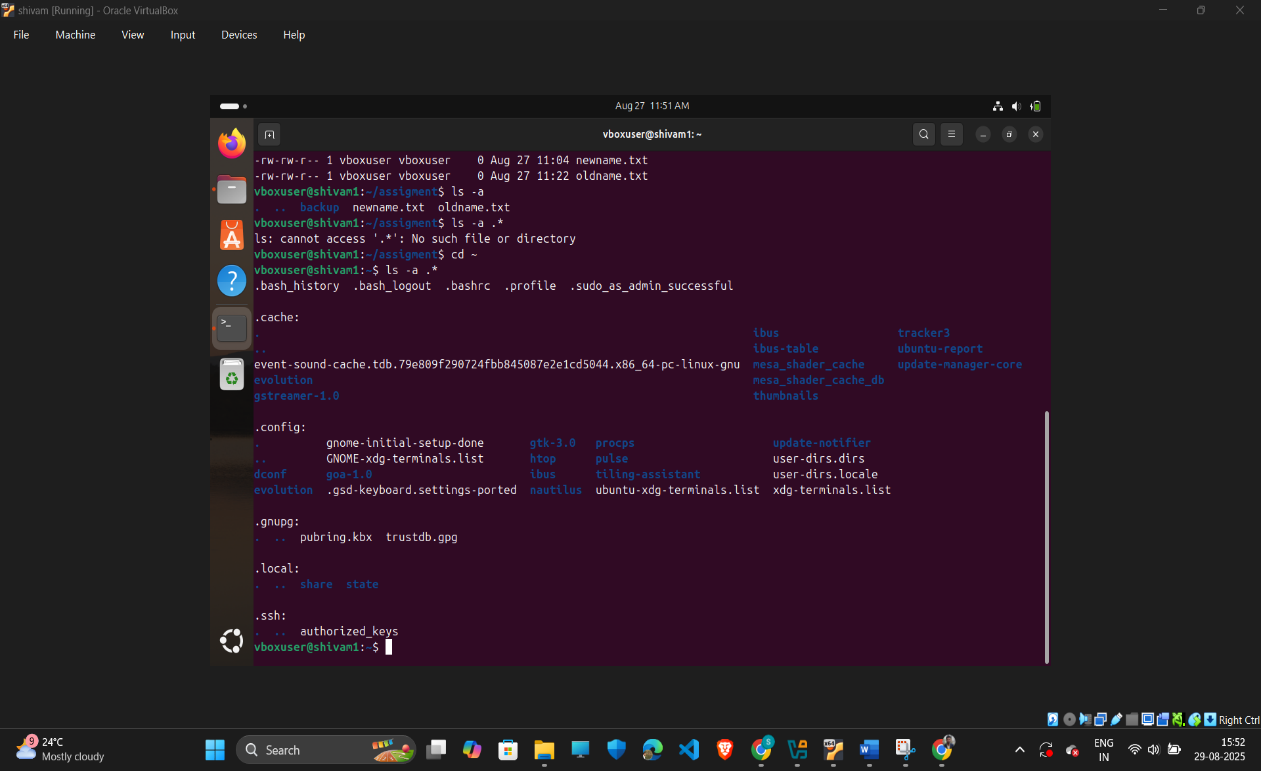 shivam [Running] - Oracle VirtualBox
File Machine View Input Devices Help
Aug 27 11:51 AM
vboxuser@shivam1: ~
-rw-rw-r-- 1 vboxuser vboxuser    0 Aug 27 11:04 newname.txt
-rw-rw-r-- 1 vboxuser vboxuser    0 Aug 27 11:22 oldname.txt
vboxuser@shivam1:~/assigment$ ls -a
.  ..  backup  newname.txt  oldname.txt
vboxuser@shivam1:~/assigment$ ls -a .*
ls: cannot access '.*': No such file or directory
vboxuser@shivam1:~/assigment$ cd ~
vboxuser@shivam1:~$ ls -a .*
.bash_history  .bash_logout  .bashrc  .profile  .sudo_as_admin_successful
.cache:
.  ibus  tracker3
..  ibus-table  ubuntu-report
event-sound-cache.tdb.79e809f290724fbb845087e2e1cd5044.x86_64-pc-linux-gnu  mesa_shader_cache  update-manager-core
evolution  mesa_shader_cache_db
gstreamer-1.0  thumbnails
.config:
.  gnome-initial-setup-done  gtk-3.0  procps  update-notifier
..  GNOME-xdg-terminals.list  htop  pulse  user-dirs.dirs
dconf  goa-1.0  ibus  tiling-assistant  user-dirs.locale
evolution  .gsd-keyboard.settings-ported  nautilus  ubuntu-xdg-terminals.list  xdg-terminals.list
.gnupg:
.  ..  pubring.kbx  trustdb.gpg
.local:
.  ..  share  state
.ssh:
.  ..  authorized_keys
vboxuser@shivam1:~$
Right Ctrl
9
24°C
Mostly cloudy
Search
ENG
IN
15:52
29-08-2025